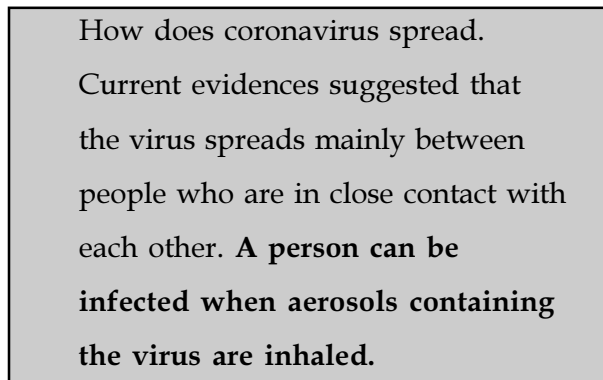 How does coronavirus spread.
Current evidences suggested that
the virus spreads mainly between
people who are in close contact with
each other. A person can be
infected when aerosols containing
the virus are inhaled.